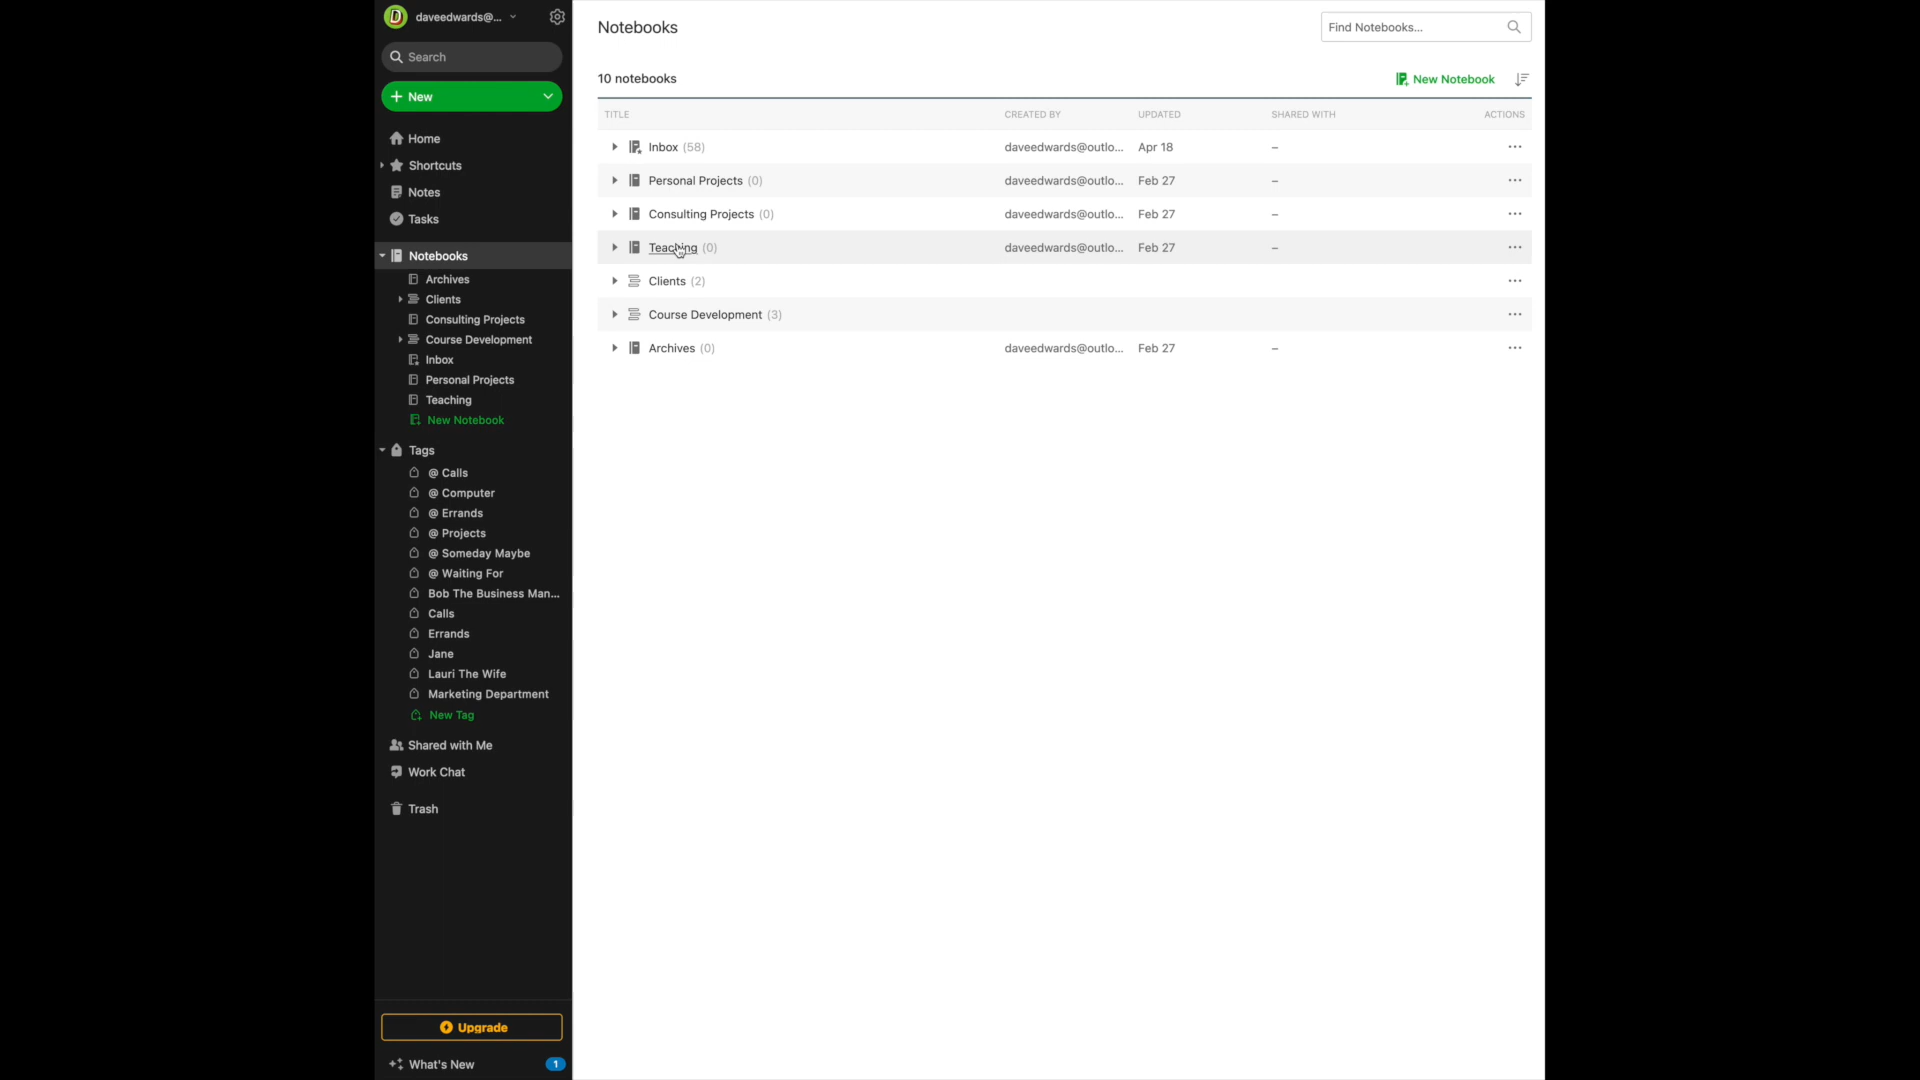 D daveedwards@...
Search
New
Home
Shortcuts
Notes
Tasks
Notebooks
Archives
Clients
Consulting Projects
Course Development
Inbox
Personal Projects
Teaching
New Notebook
Tags
@ Calls
@ Computer
@ Errands
@ Projects
@ Someday Maybe
@ Waiting For
Bob The Business Man...
Calls
Errands
Jane
Lauri The Wife
Marketing Department
New Tag
Shared with Me
Work Chat
Trash
Upgrade
What's New 1
Notebooks
Find Notebooks...
10 notebooks
New Notebook
TITLE CREATED BY UPDATED SHARED WITH ACTIONS
Inbox (58) daveedwards@outlo... Apr 18 – ...
Personal Projects (0) daveedwards@outlo... Feb 27 – ...
Consulting Projects (0) daveedwards@outlo... Feb 27 – ...
Teaching (0) daveedwards@outlo... Feb 27 – ...
Clients (2) ...
Course Development (3) ...
Archives (0) daveedwards@outlo... Feb 27 – ...